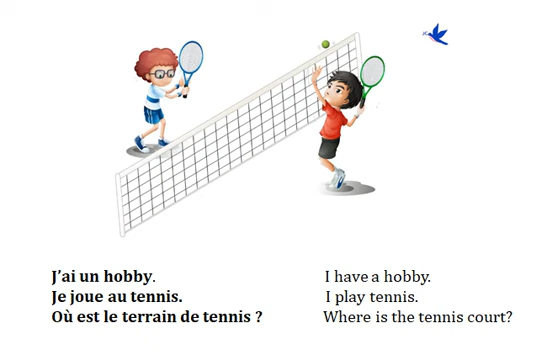 J’ai un hobby.
Je joue au tennis.
Où est le terrain de tennis ?
I have a hobby.
I play tennis.
Where is the tennis court?